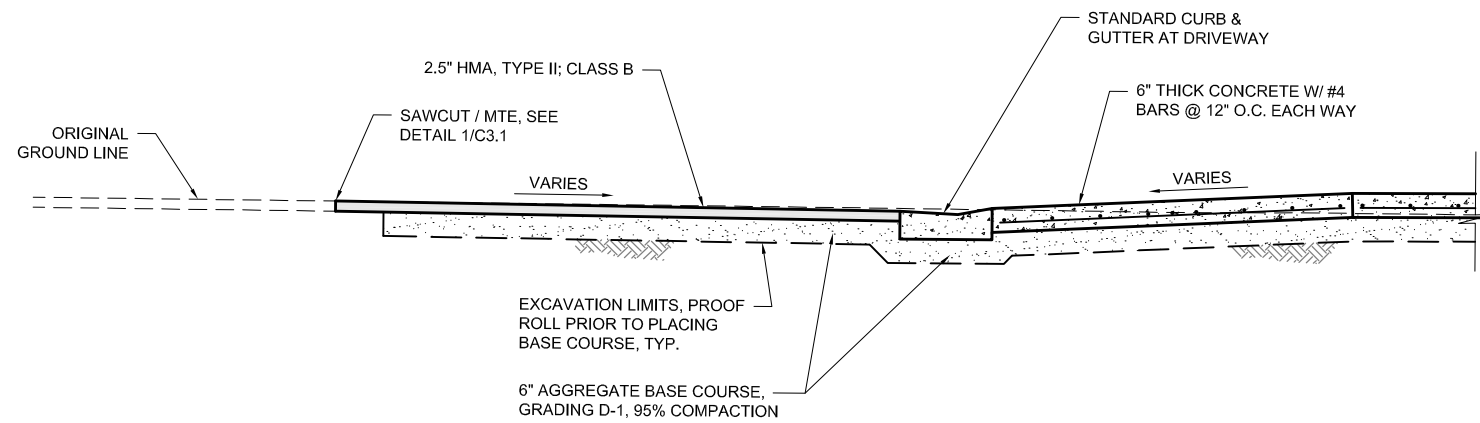 STANDARD CURB &
GUTTER AT DRIVEWAY
2.5" HMA, TYPE II; CLASS B
6" THICK CONCRETE W/ #4
BARS @ 12" O.C. EACH WAY
SAWCUT / MTE, SEE
DETAIL 1/C3.1
ORIGINAL
GROUND LINE
VARIES
VARIES
EXCAVATION LIMITS, PROOF
ROLL PRIOR TO PLACING
BASE COURSE, TYP.
6" AGGREGATE BASE COURSE,
GRADING D-1, 95% COMPACTION